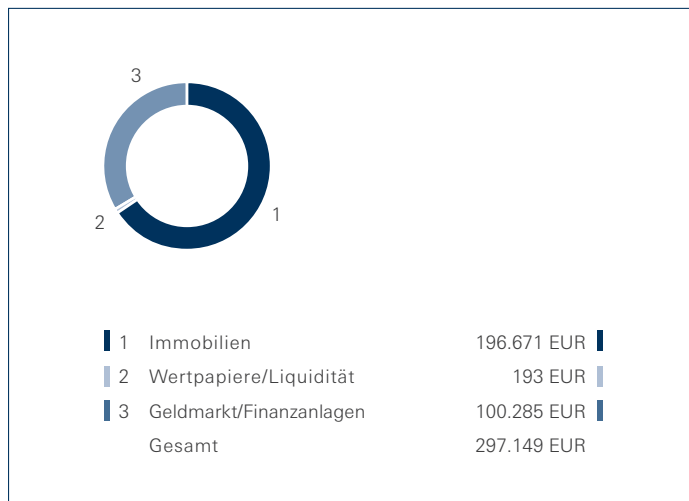 3
1
2
1 Immobilien 196.671 EUR
2 Wertpapiere/Liquidität 193 EUR
3 Geldmarkt/Finanzanlagen 100.285 EUR
Gesamt 297.149 EUR